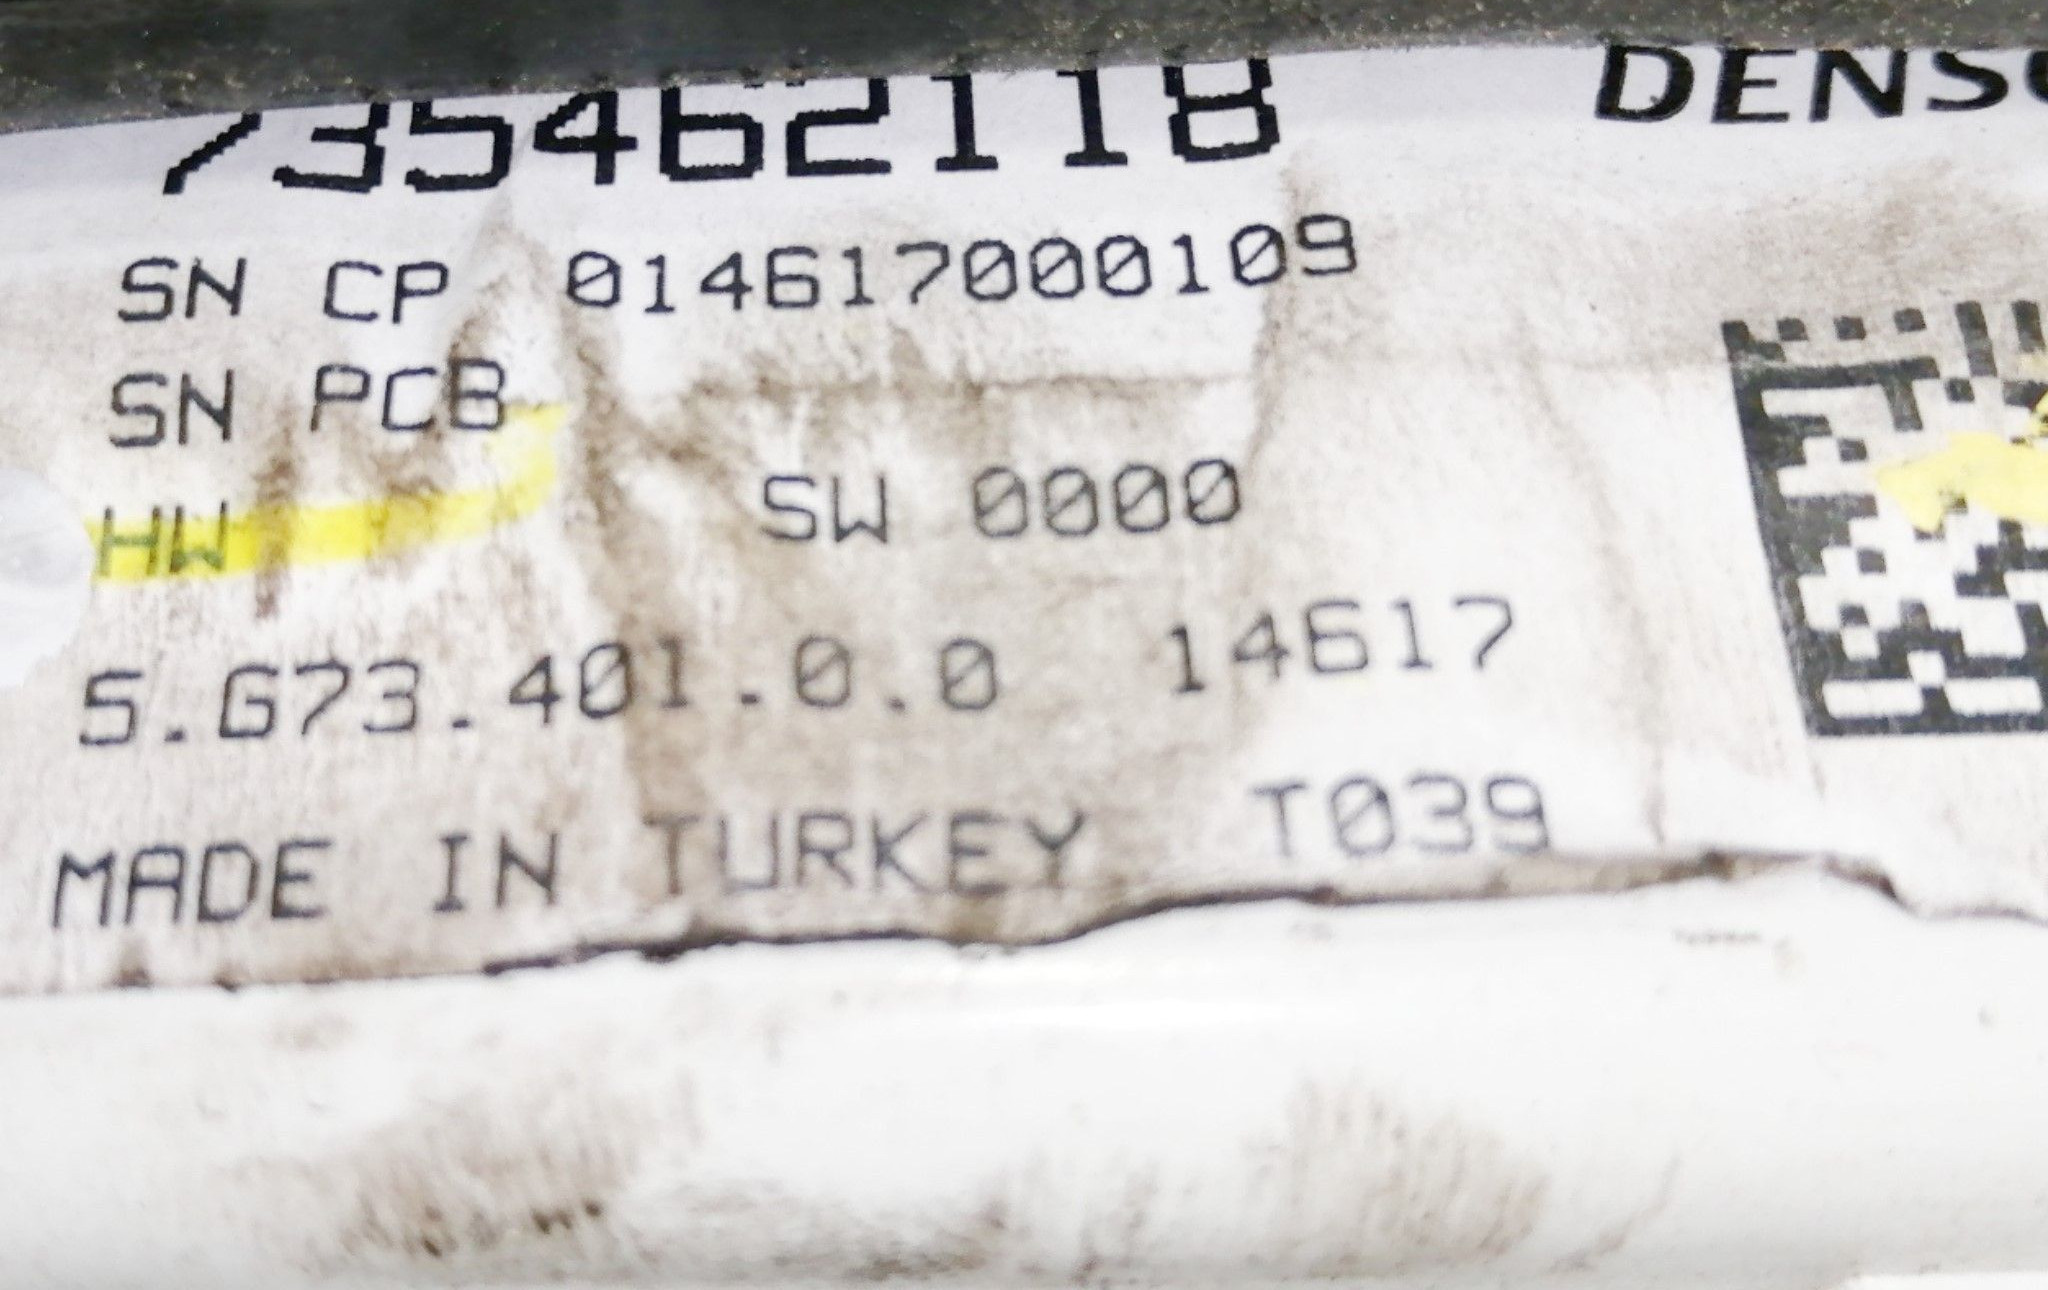 735462118 DENSO
SN CP 014617000109
SN PCB
HW SW 0000
5.G73.401.0.0 14617
MADE IN TURKEY T039